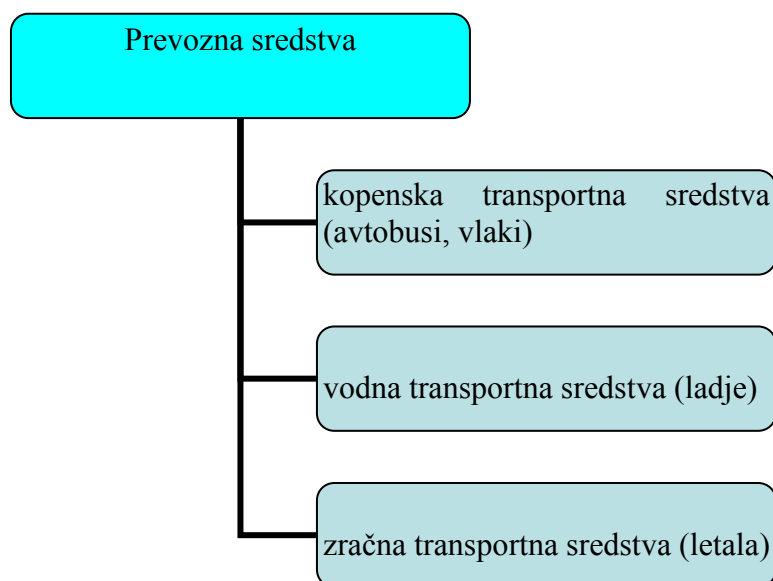 Prevozna sredstva
kopenska transportna sredstva
(avtobusi, vlaki)
vodna transportna sredstva (ladje)
zračna transportna sredstva (letala)